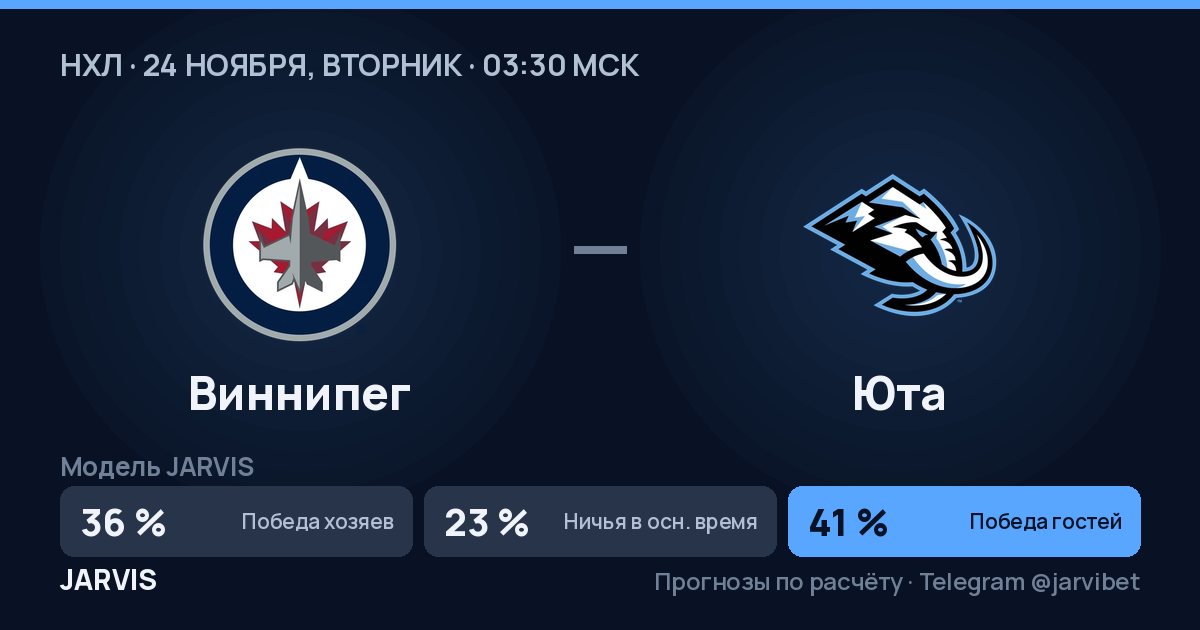 НХЛ · 24 НОЯБРЯ, ВТОРНИК · 03:30 МСК
Виннипег
Юта
Модель JARVIS
36 % Победа хозяев
23 % Ничья в осн. время
41 % Победа гостей
JARVIS
Прогнозы по расчёту · Telegram @jarvibet